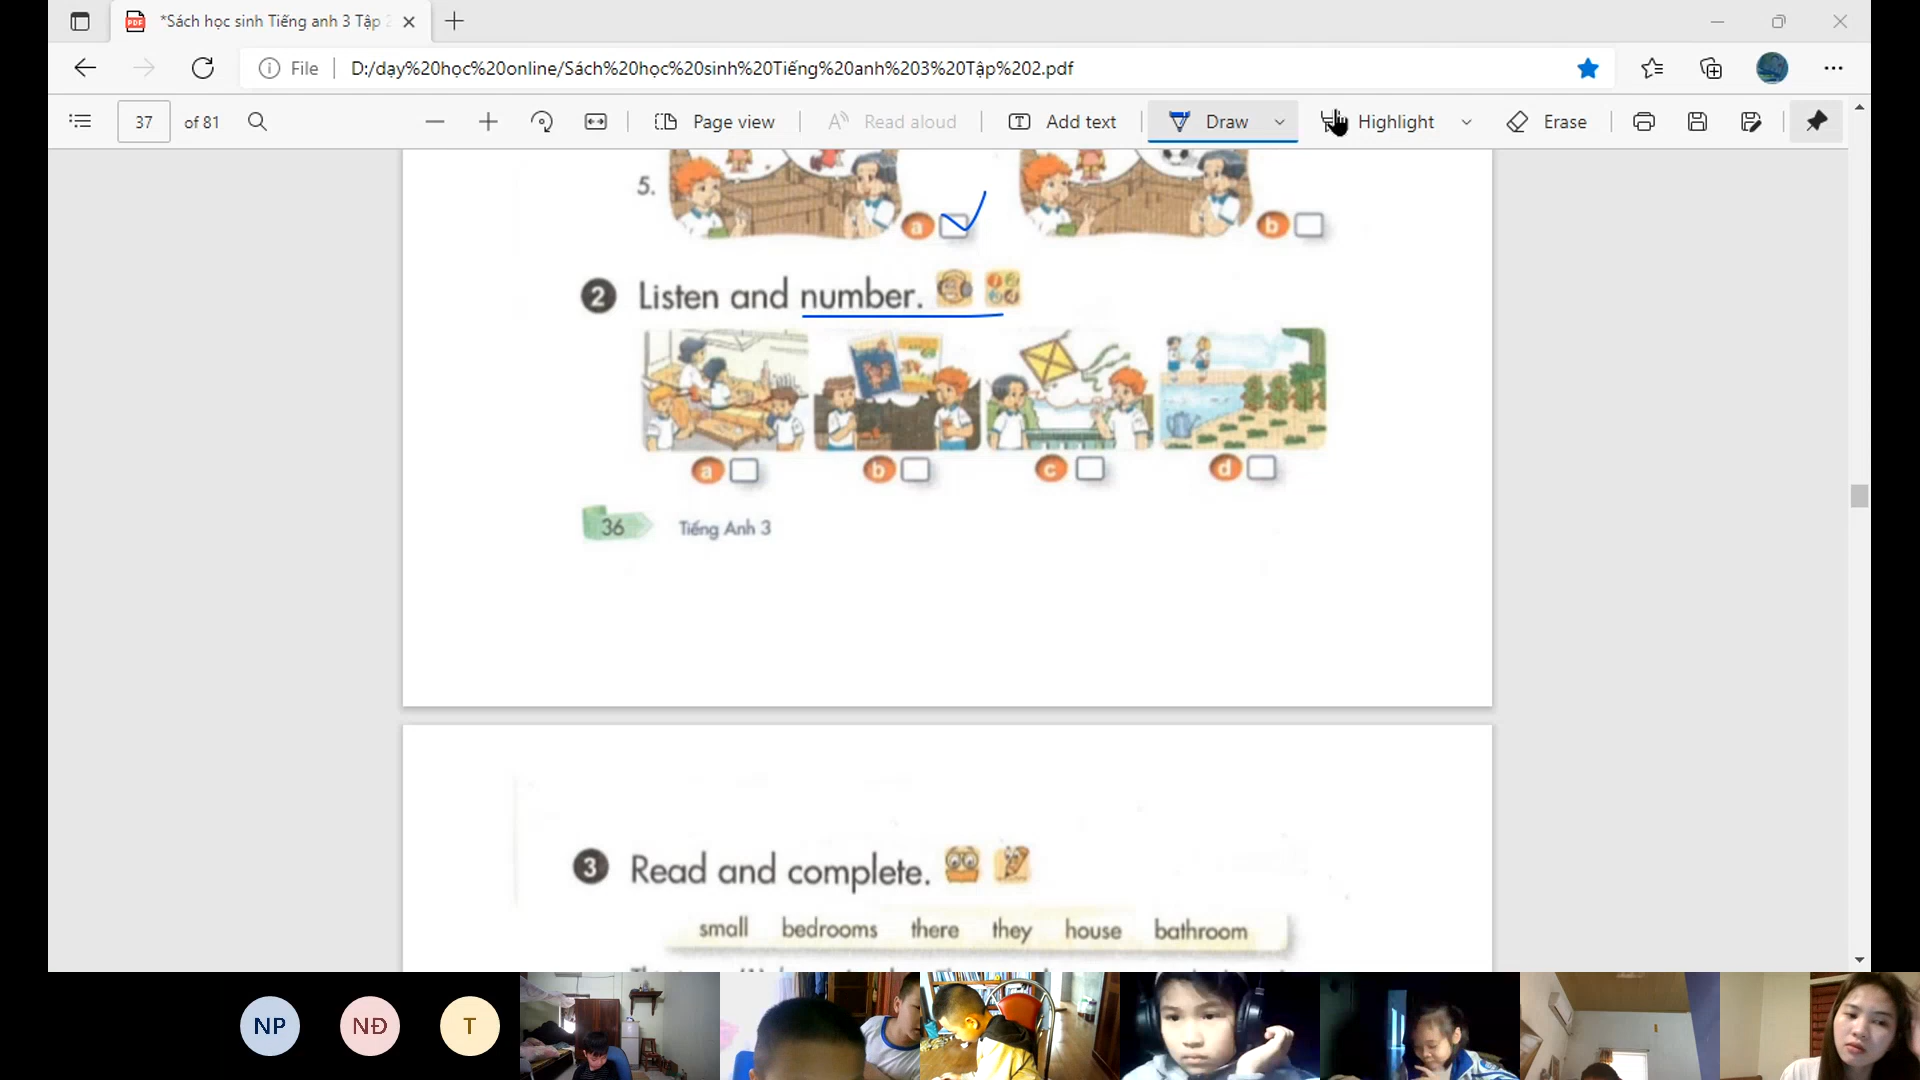 *Sách học sinh Tiếng anh 3 Tập 2
File D:/dạy%20học%20online/Sách%20học%20sinh%20Tiếng%20anh%203%20Tập%202.pdf
37 of 81 Page view Read aloud Add text Draw Highlight Erase
5. a b
2 Listen and number.
a b c d
36 Tiếng Anh 3
3 Read and complete.
small bedrooms there they house bathroom
NP NĐ T